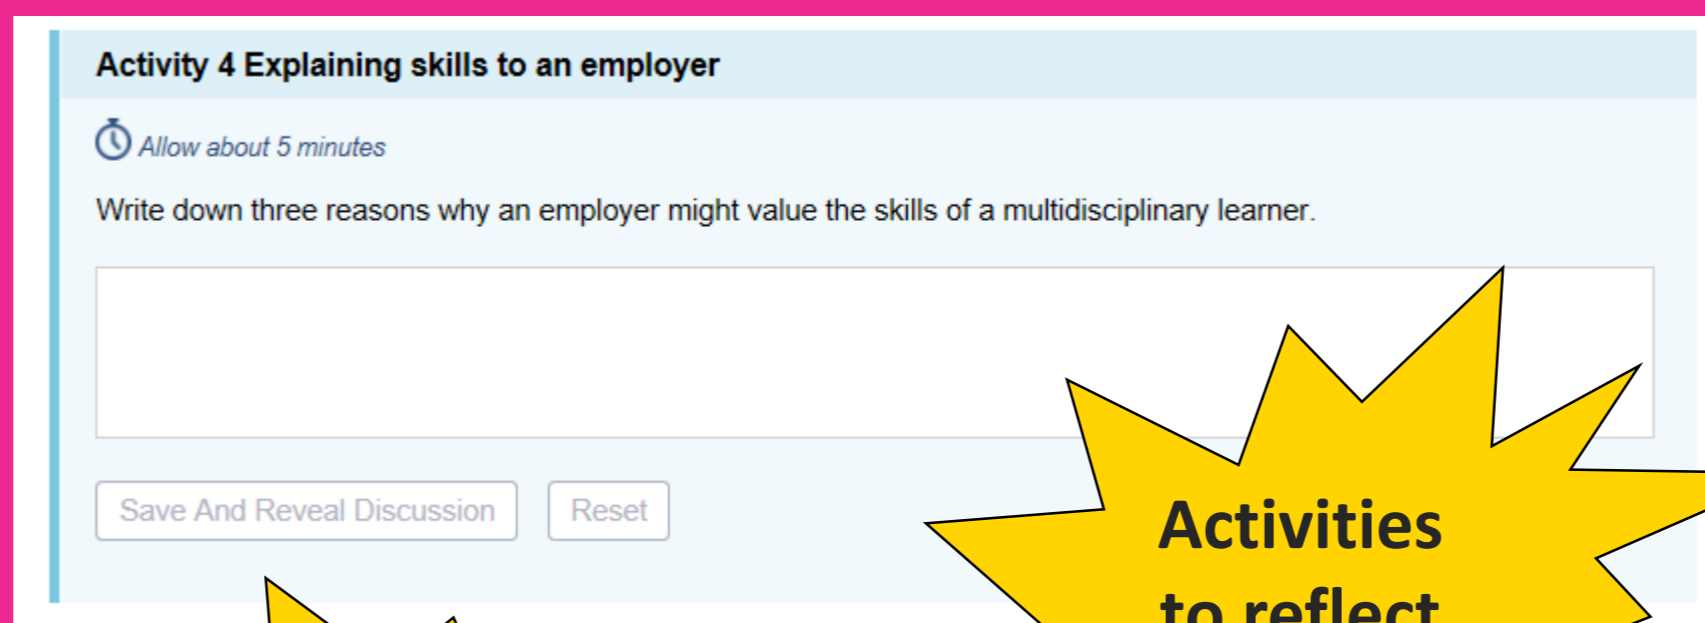 Activity 4 Explaining skills to an employer
Allow about 5 minutes
Write down three reasons why an employer might value the skills of a multidisciplinary learner.
Save And Reveal Discussion
Reset
Activities
to reflect